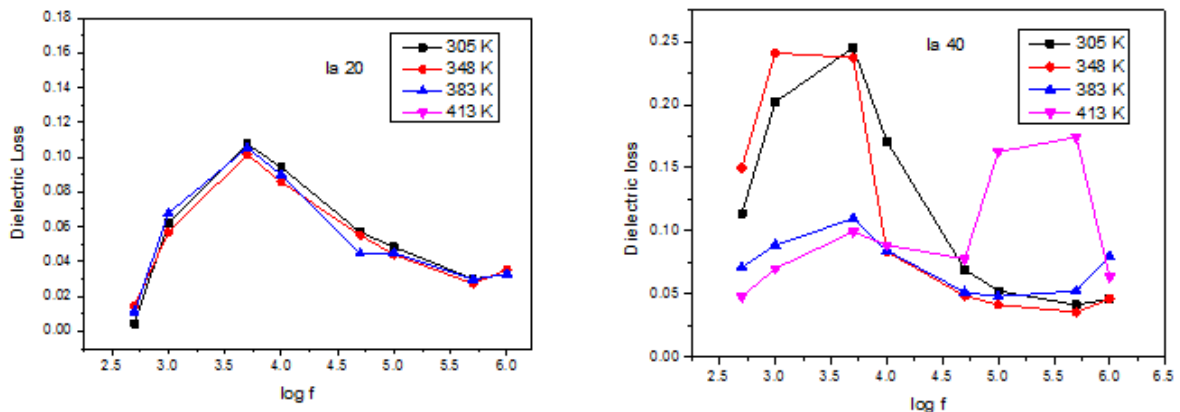 0.18
0.16
0.14
0.12
0.10
0.08
0.06
0.04
0.02
0.00
Dielectric Loss
la 20
305 K
348 K
383 K
413 K
2.5 3.0 3.5 4.0 4.5 5.0 5.5 6.0
log f
0.25
0.20
0.15
0.10
0.05
0.00
Dielectric loss
la 40
305 K
348 K
383 K
413 K
2.5 3.0 3.5 4.0 4.5 5.0 5.5 6.0 6.5
log f